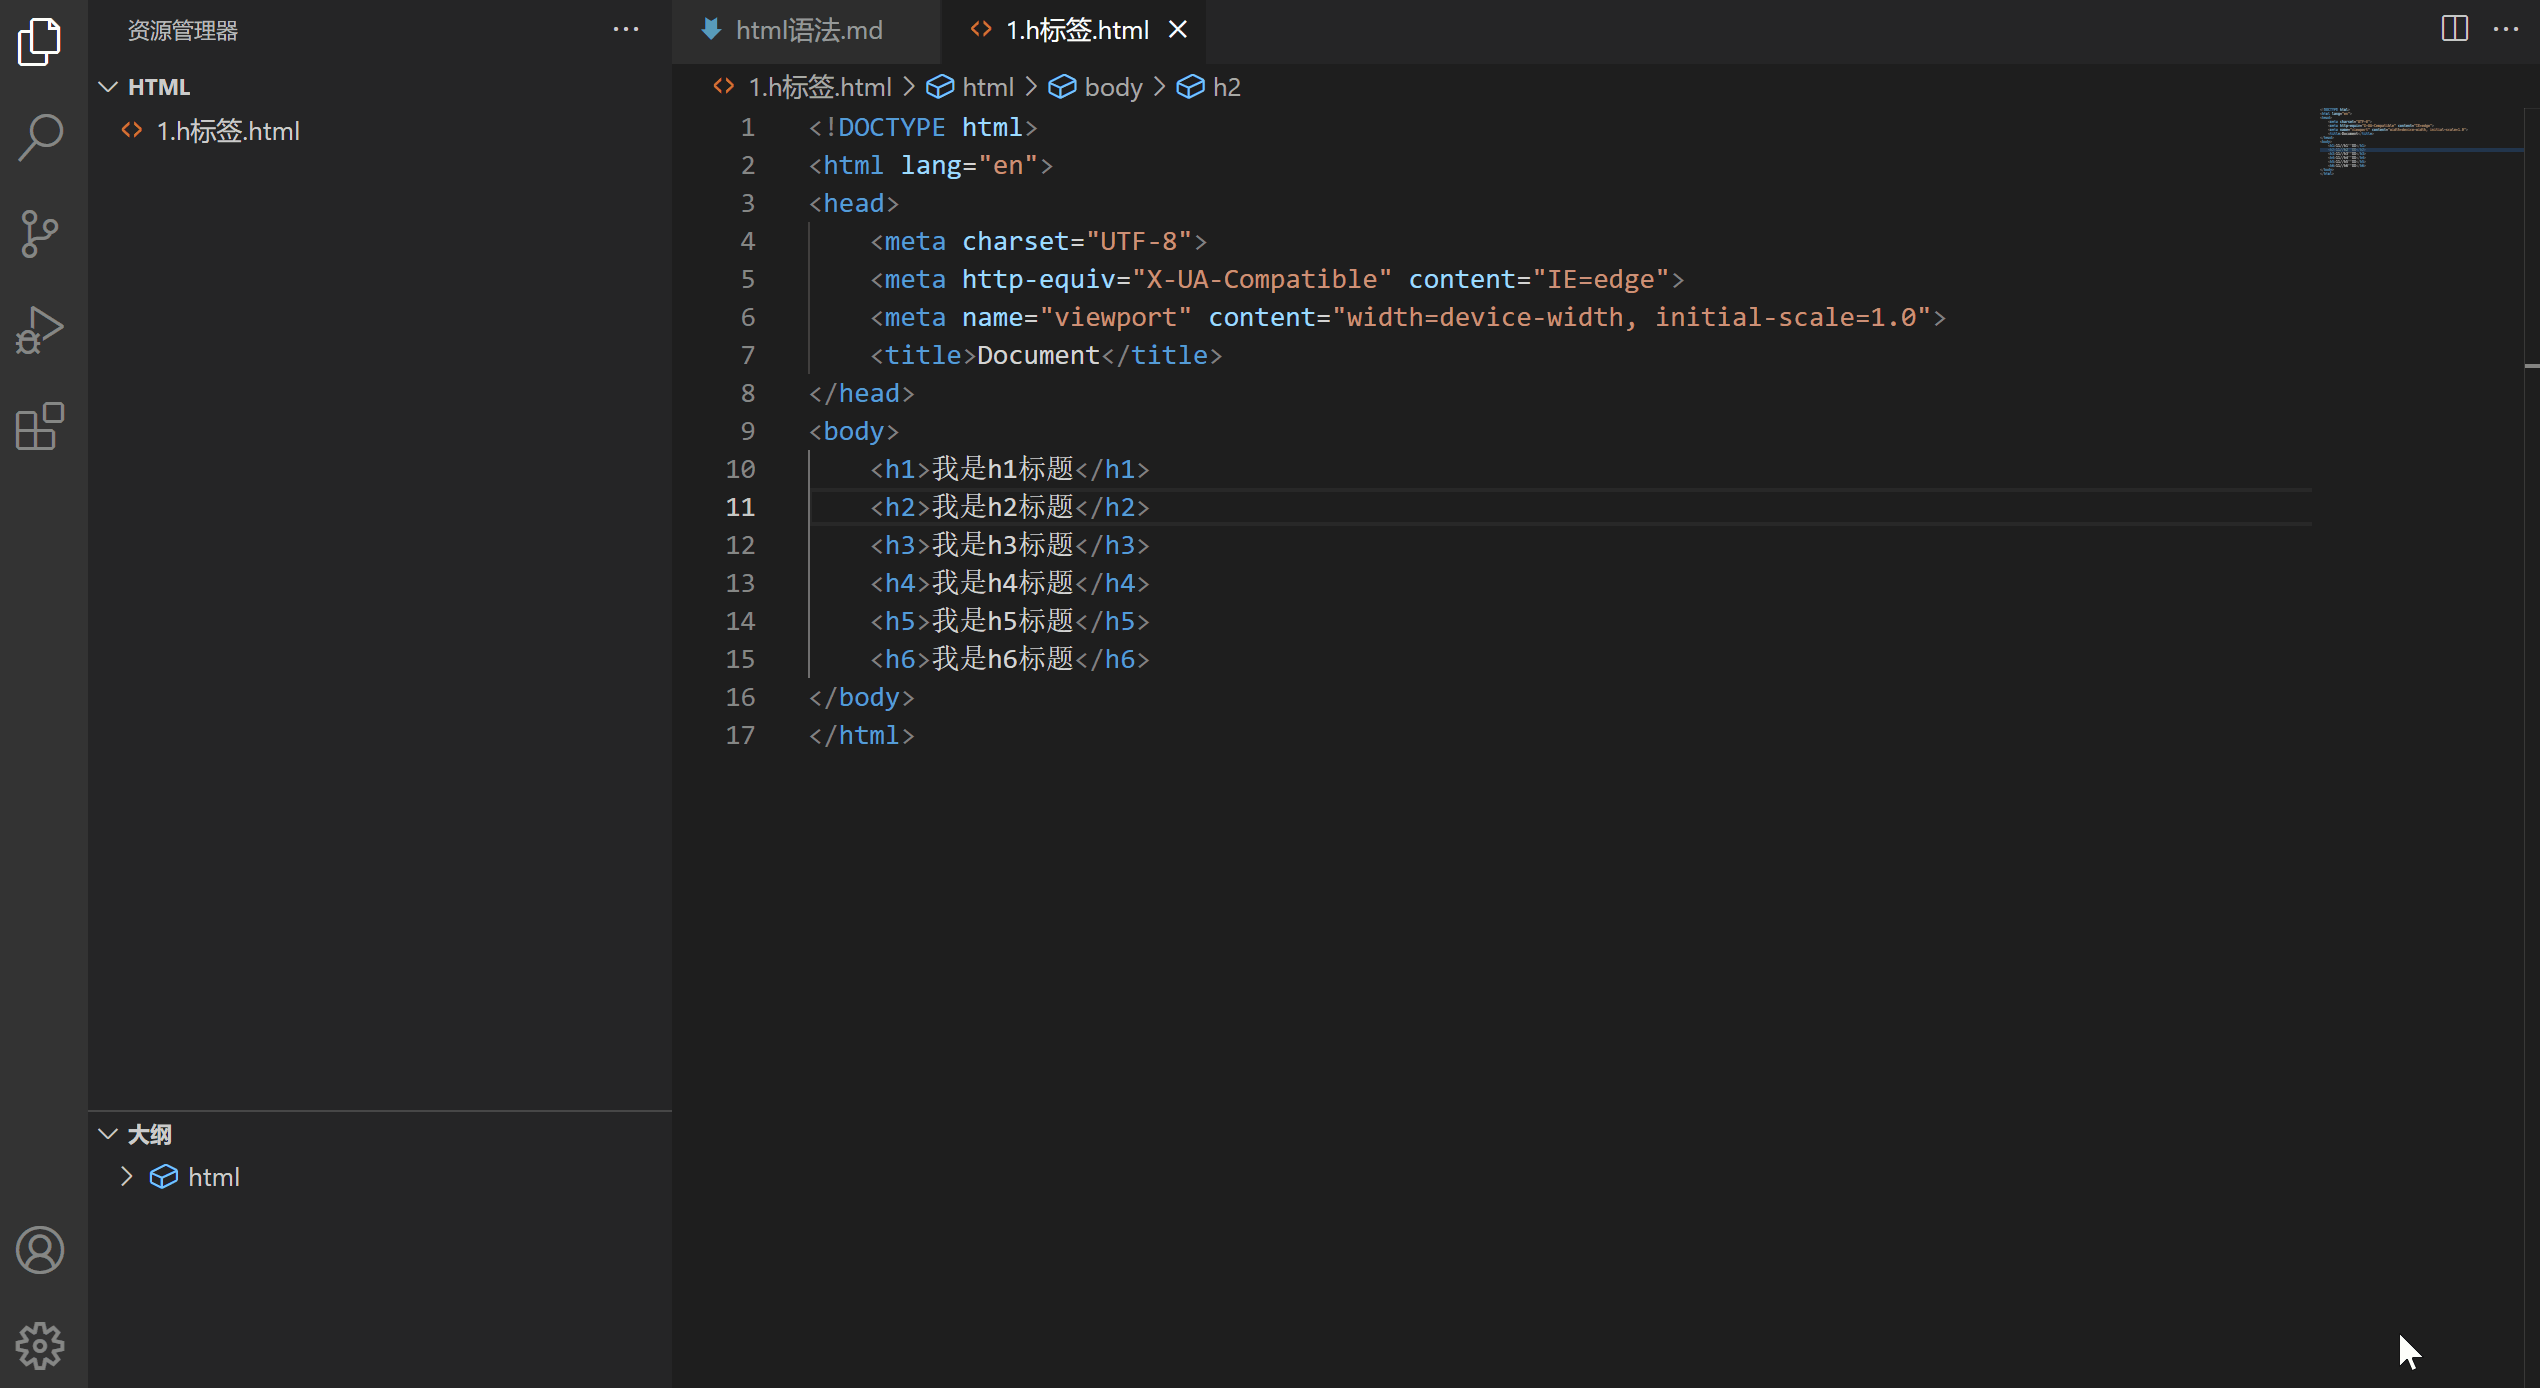 资源管理器
HTML
1.h标签.html
大纲
html
html语法.md
1.h标签.html
1.h标签.html html body h2
1 <!DOCTYPE html>
2 <html lang="en">
3 <head>
4 <meta charset="UTF-8">
5 <meta http-equiv="X-UA-Compatible" content="IE=edge">
6 <meta name="viewport" content="width=device-width, initial-scale=1.0">
7 <title>Document</title>
8 </head>
9 <body>
10 <h1>我是h1标题</h1>
11 <h2>我是h2标题</h2>
12 <h3>我是h3标题</h3>
13 <h4>我是h4标题</h4>
14 <h5>我是h5标题</h5>
15 <h6>我是h6标题</h6>
16 </body>
17 </html>